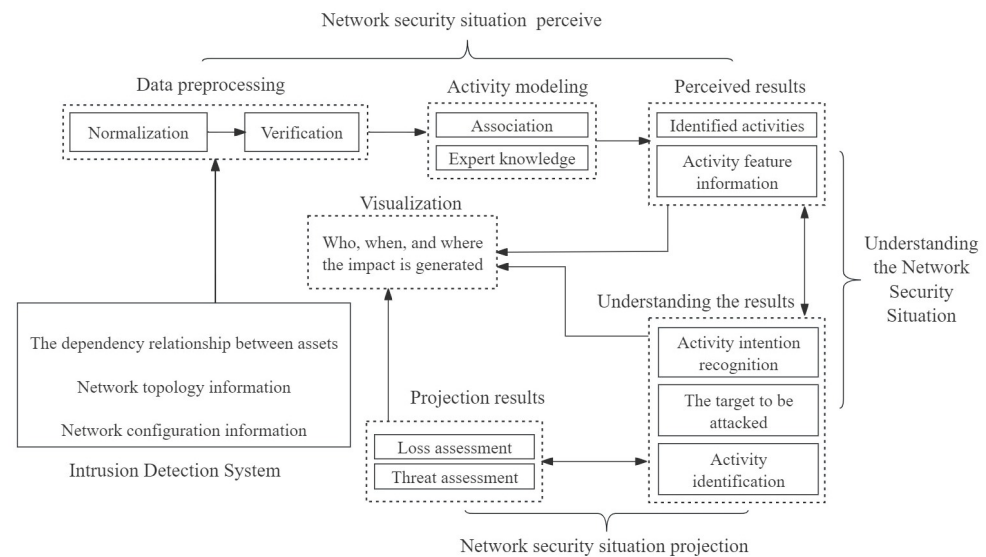 Network security situation perceive
Data preprocessing
Normalization
Verification
Activity modeling
Association
Expert knowledge
Perceived results
Identified activities
Activity feature
information
Visualization
Who, when, and where
the impact is generated
Understanding
the Network
Security
Situation
Understanding the results
Activity intention
recognition
The target to be
attacked
Activity
identification
The dependency relationship between assets
Network topology information
Network configuration information
Intrusion Detection System
Projection results
Loss assessment
Threat assessment
Network security situation projection